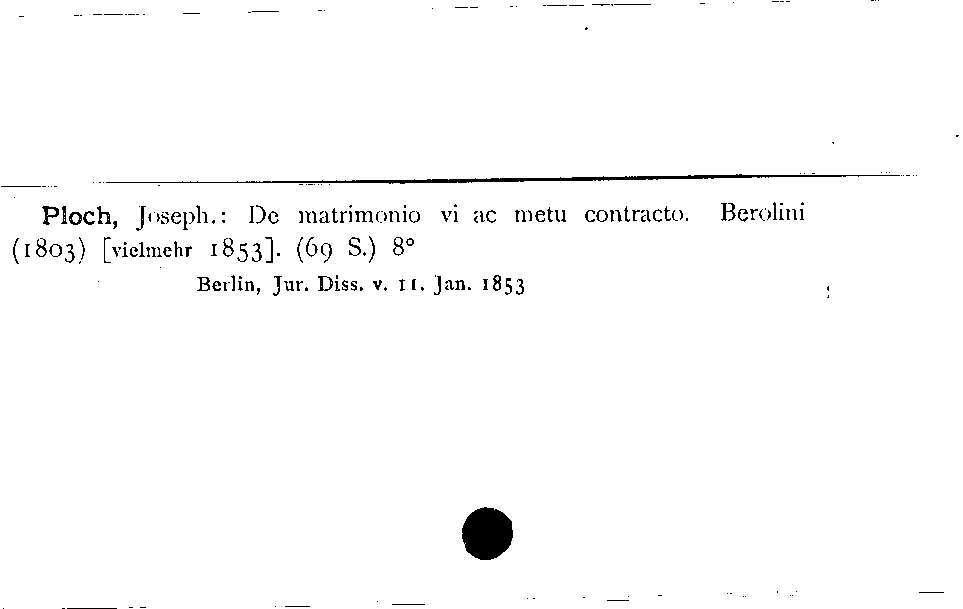 Ploch, Joseph.: De matrimonio vi ac metu contracto. Berolini
(1803) [vielmehr 1853]. (69 S.) 8°
Berlin, Jur. Diss. v. 11. Jan. 1853